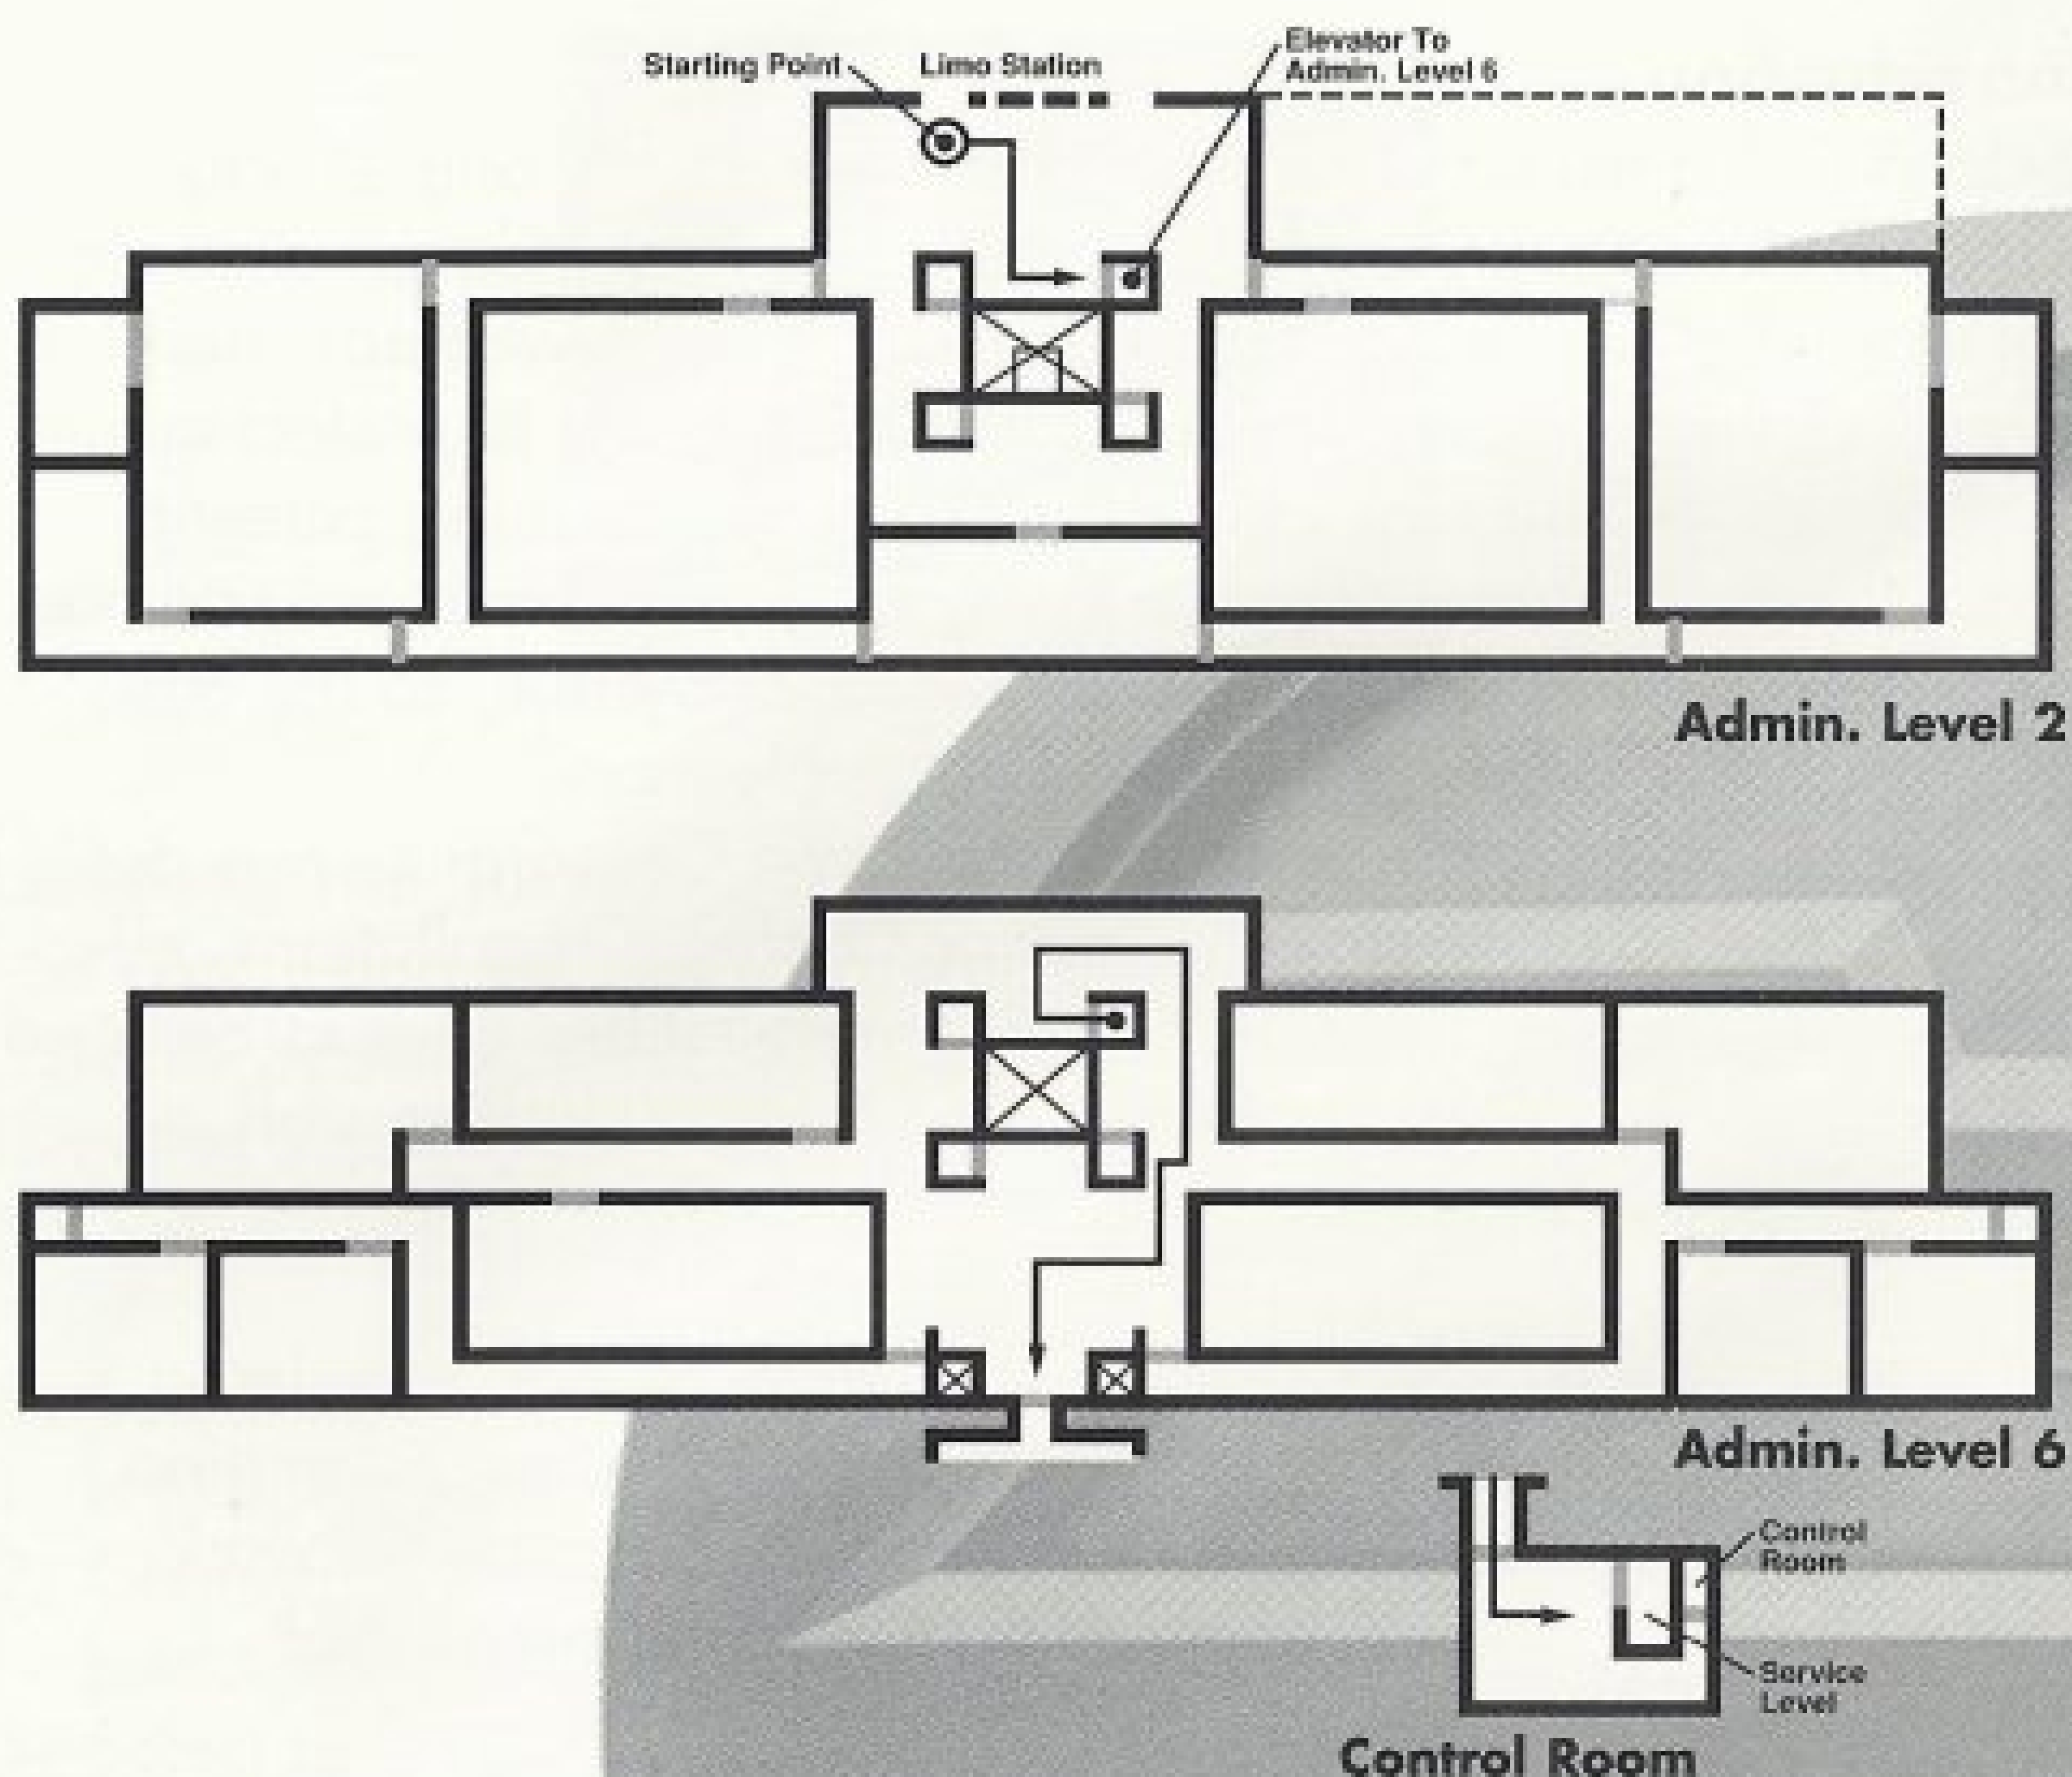 Starting Point
Limo Station
Elevator To
Admin. Level 6
Admin. Level 2
Admin. Level 6
Control
Room
Service
Level
Control Room